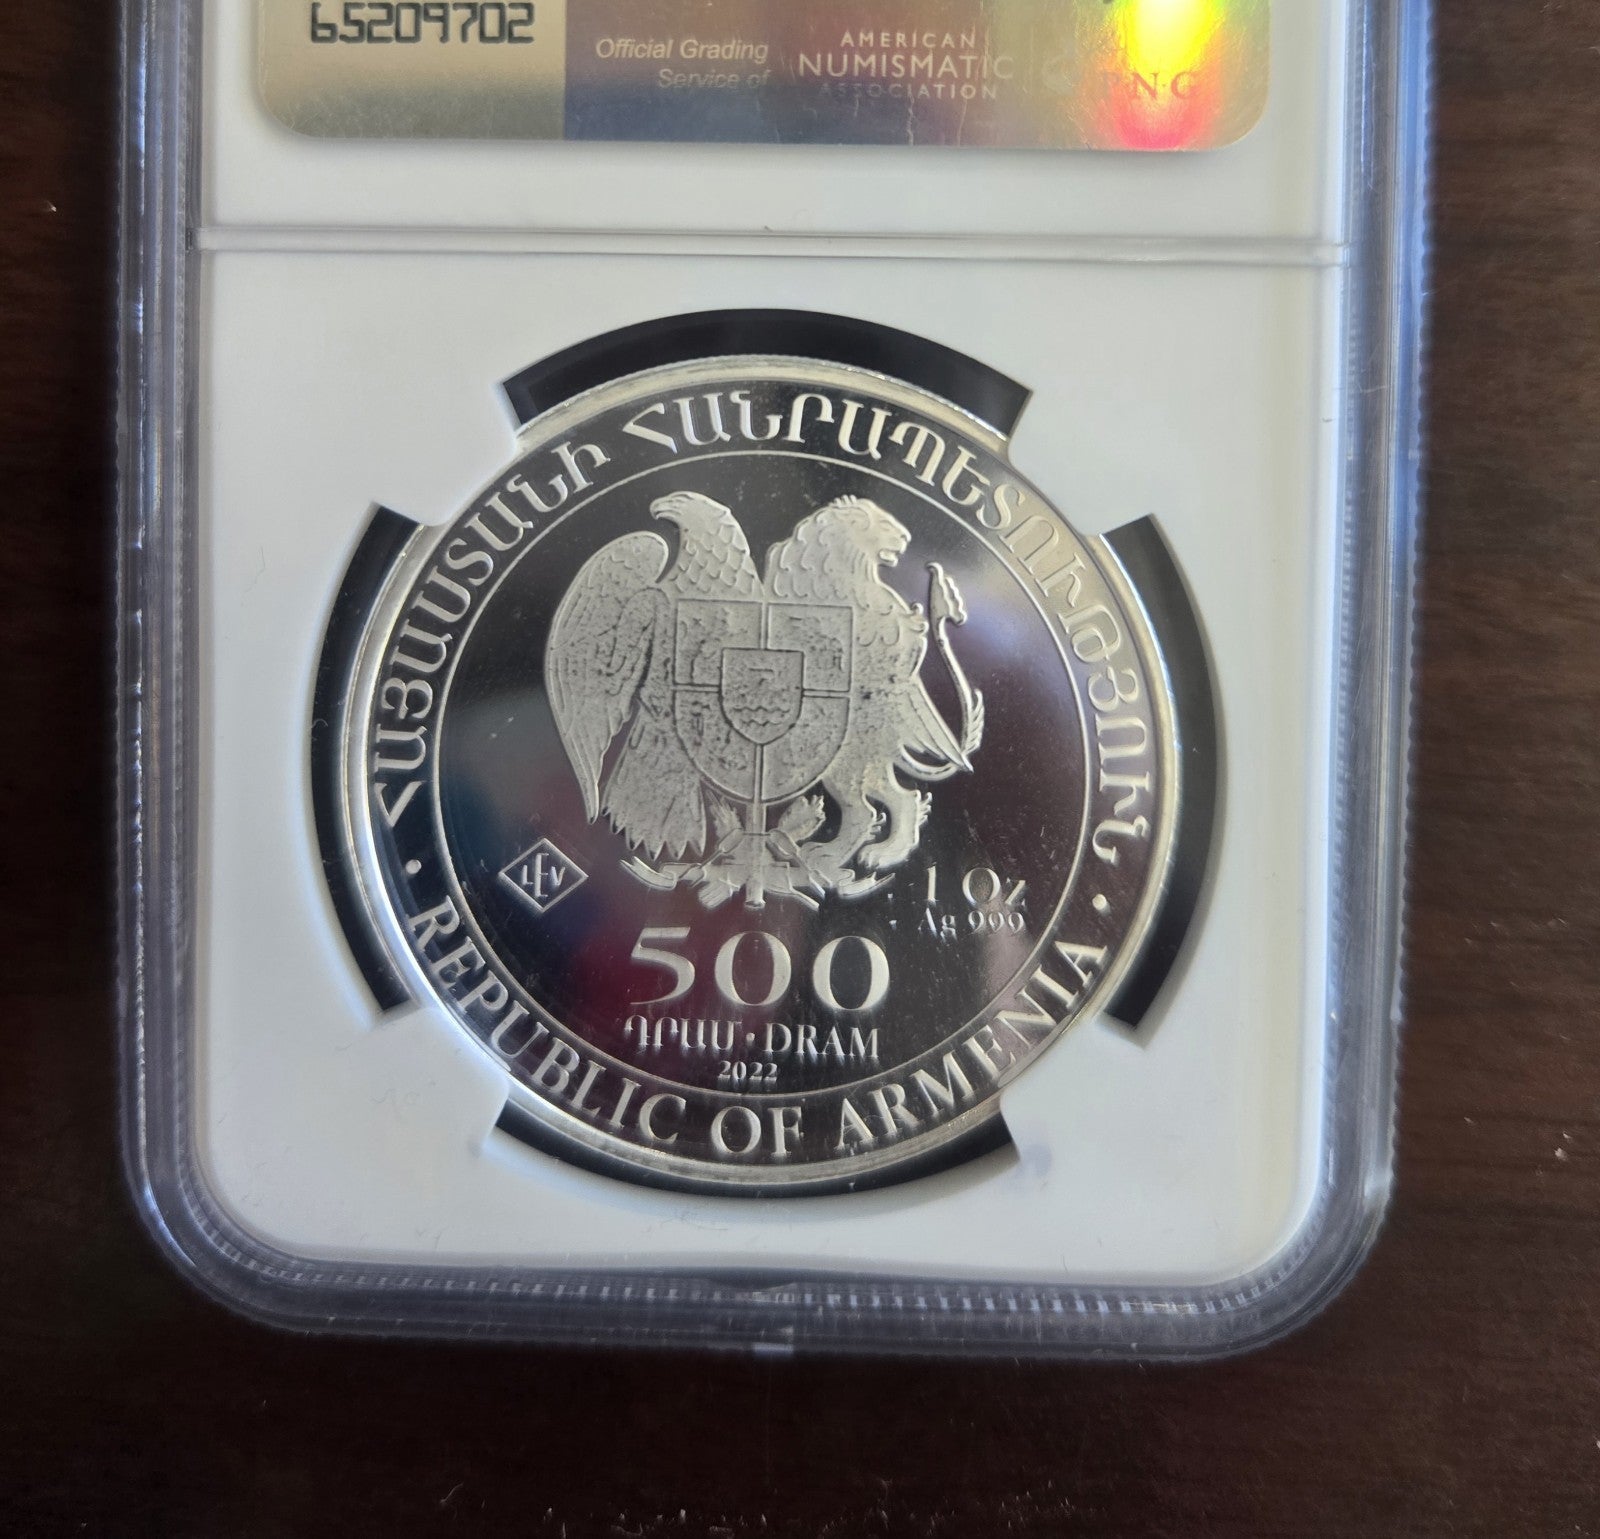 65209702
Official Grading
Service of
AMERICAN
NUMISMATIC
ASSOCIATION
P·N·G
ՀԱՅԱՍՏԱՆԻ ՀԱՆՐԱՊԵՏՈՒԹՅՈՒՆ
LEV
1 Oz
Ag 999
500
ԴՐԱՄ · DRAM
2022
· REPUBLIC OF ARMENIA ·